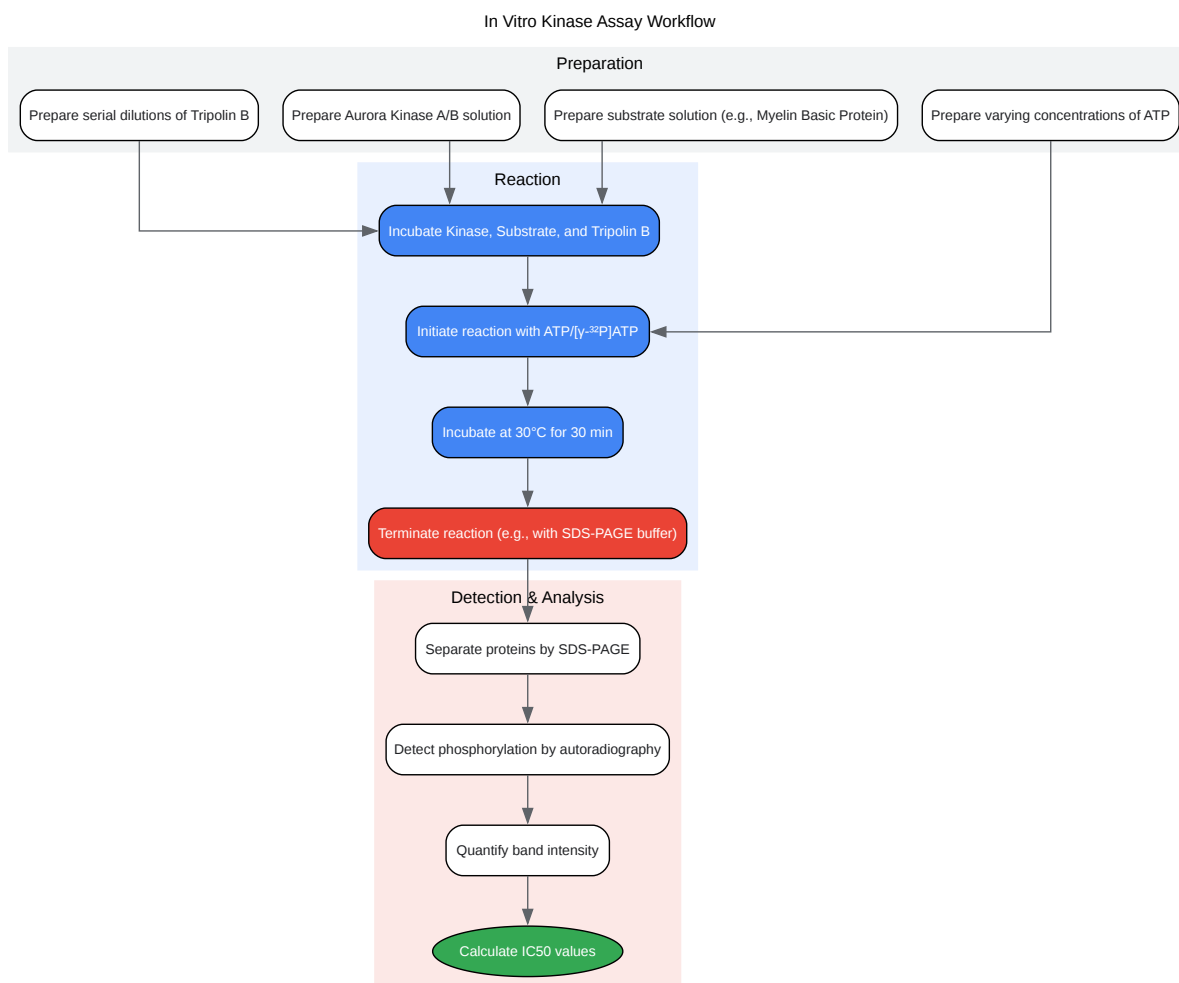 In Vitro Kinase Assay Workflow
Preparation
Prepare serial dilutions of Tripolin B
Prepare Aurora Kinase A/B solution
Prepare substrate solution (e.g., Myelin Basic Protein)
Prepare varying concentrations of ATP
Reaction
Incubate Kinase, Substrate, and Tripolin B
Initiate reaction with ATP/[γ-³²P]ATP
Incubate at 30°C for 30 min
Terminate reaction (e.g., with SDS-PAGE buffer)
Detection & Analysis
Separate proteins by SDS-PAGE
Detect phosphorylation by autoradiography
Quantify band intensity
Calculate IC50 values